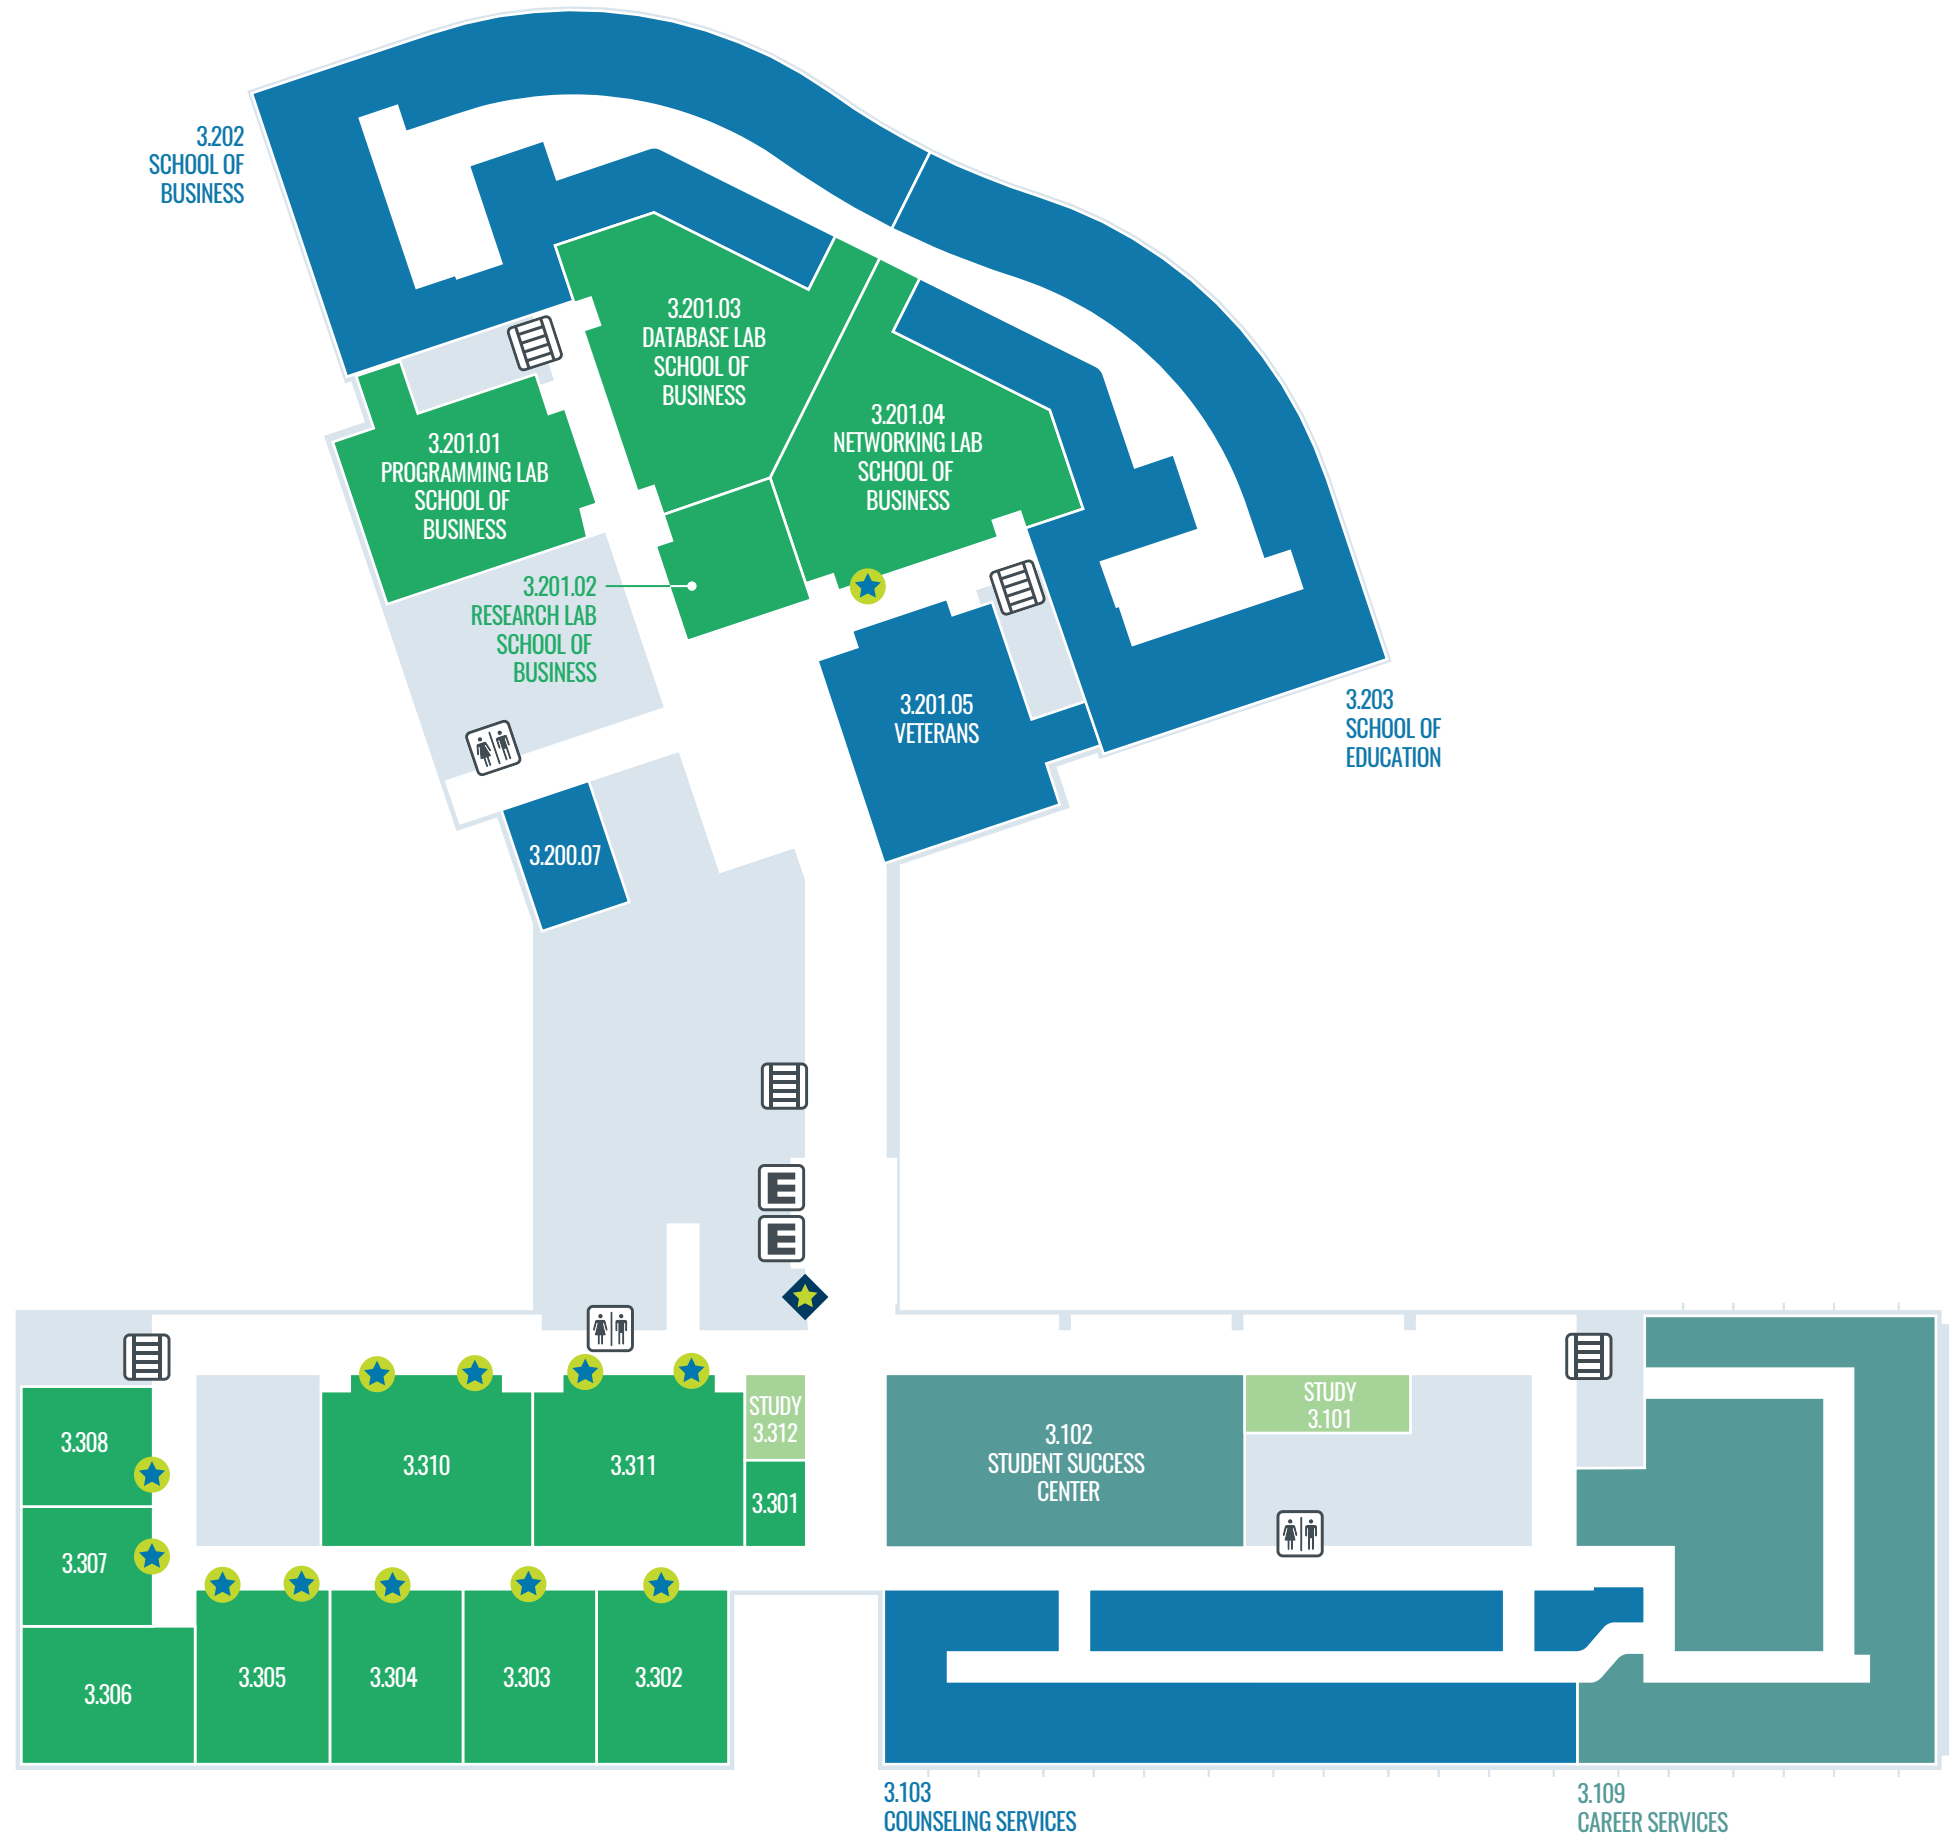 3.202
SCHOOL OF
BUSINESS
3.201.03
DATABASE LAB
SCHOOL OF
BUSINESS
3.201.04
NETWORKING LAB
SCHOOL OF
BUSINESS
3.201.01
PROGRAMMING LAB
SCHOOL OF
BUSINESS
3.201.02
RESEARCH LAB
SCHOOL OF
BUSINESS
3.201.05
VETERANS
3.203
SCHOOL OF
EDUCATION
3.200.07
E
E
3.308
3.307
3.306
3.310
3.311
STUDY
3.312
3.301
3.305
3.304
3.303
3.302
3.102
STUDENT SUCCESS
CENTER
STUDY
3.101
3.103
COUNSELING SERVICES
3.109
CAREER SERVICES